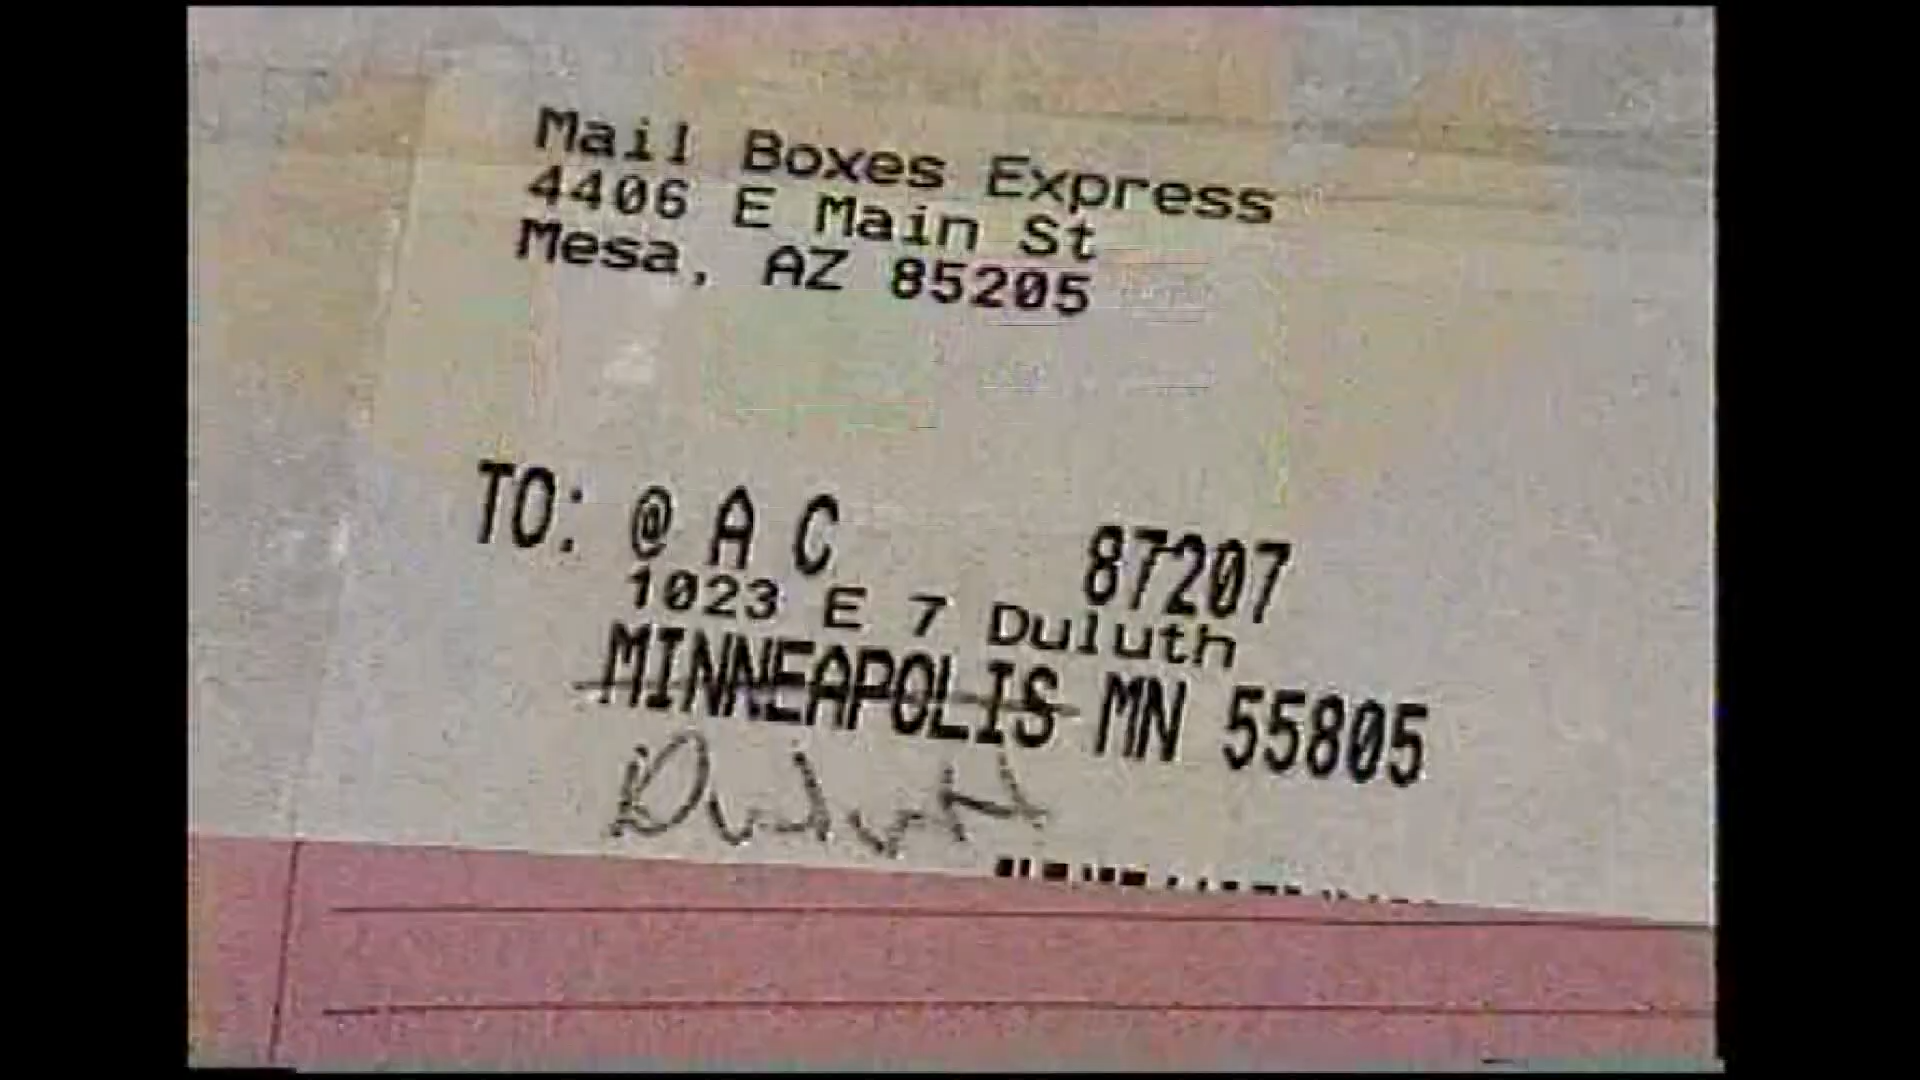 Mail Boxes Express
4406 E Main St
Mesa, AZ 85205
TO: @ A C 87207
1023 E 7 Duluth
MINNEAPOLIS MN 55805
Duluth